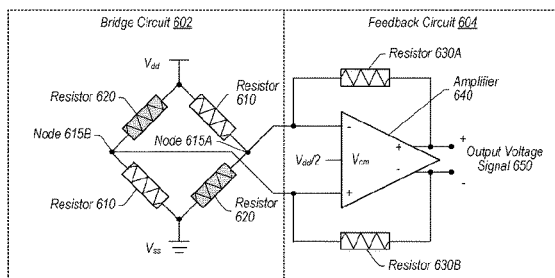 Bridge Circuit 602
Feedback Circuit 604
Vdd
Resistor 620
Resistor 610
Node 615B
Node 615A
Resistor 610
Resistor 620
Vss
Resistor 630A
Amplifier 640
-
+
Vdd/2
Vcm
+
-
+
Output Voltage Signal 650
-
Resistor 630B